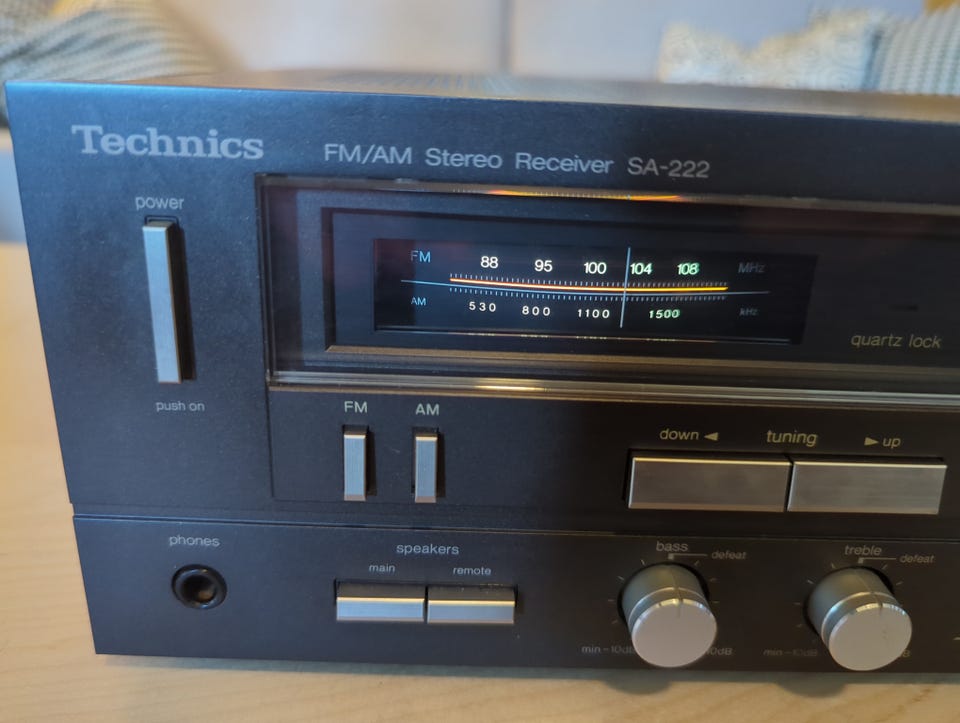 Technics
FM/AM Stereo Receiver SA-222
power
FM 88 95 100 104 108 MHz
AM 530 800 1100 1500 kHz
quartz lock
push on
FM AM
down ◄ tuning ► up
phones
speakers
main remote
bass defeat
treble defeat
min -10dB
min -10dB